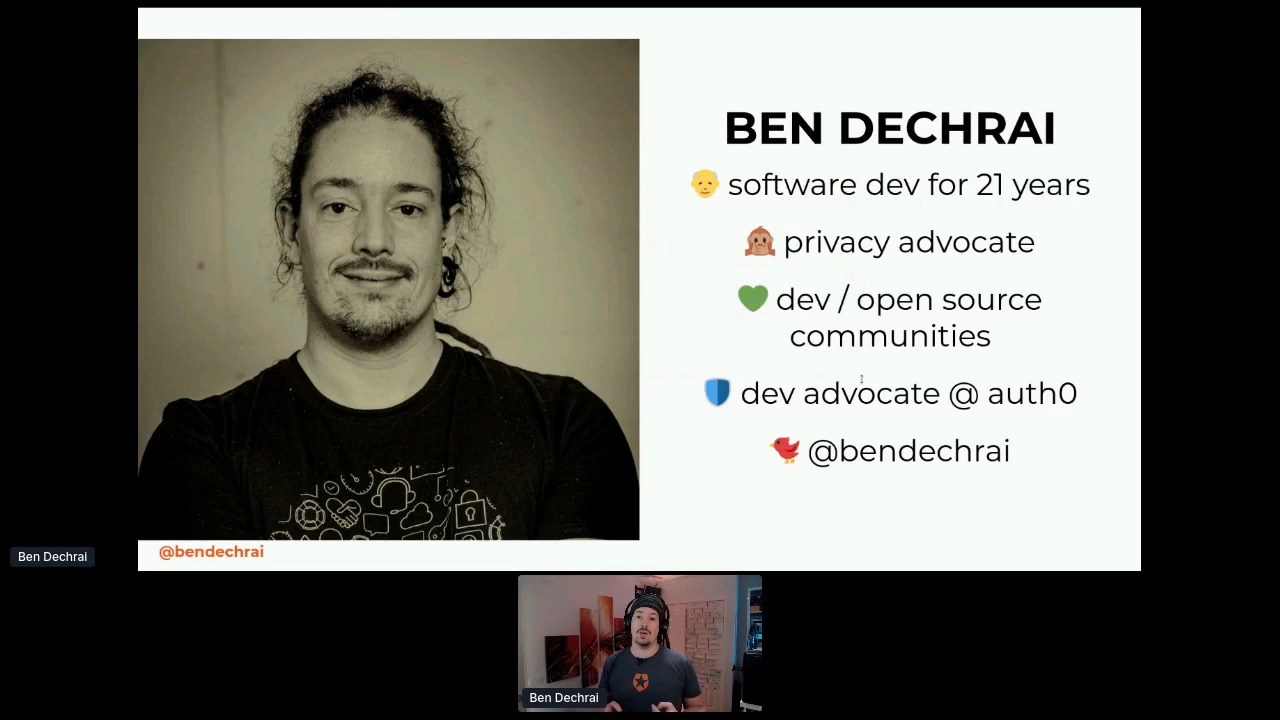 BEN DECHRAI
software dev for 21 years
privacy advocate
dev / open source
communities
dev advocate @ auth0
@bendechrai
@bendechrai
Ben Dechrai
Ben Dechrai